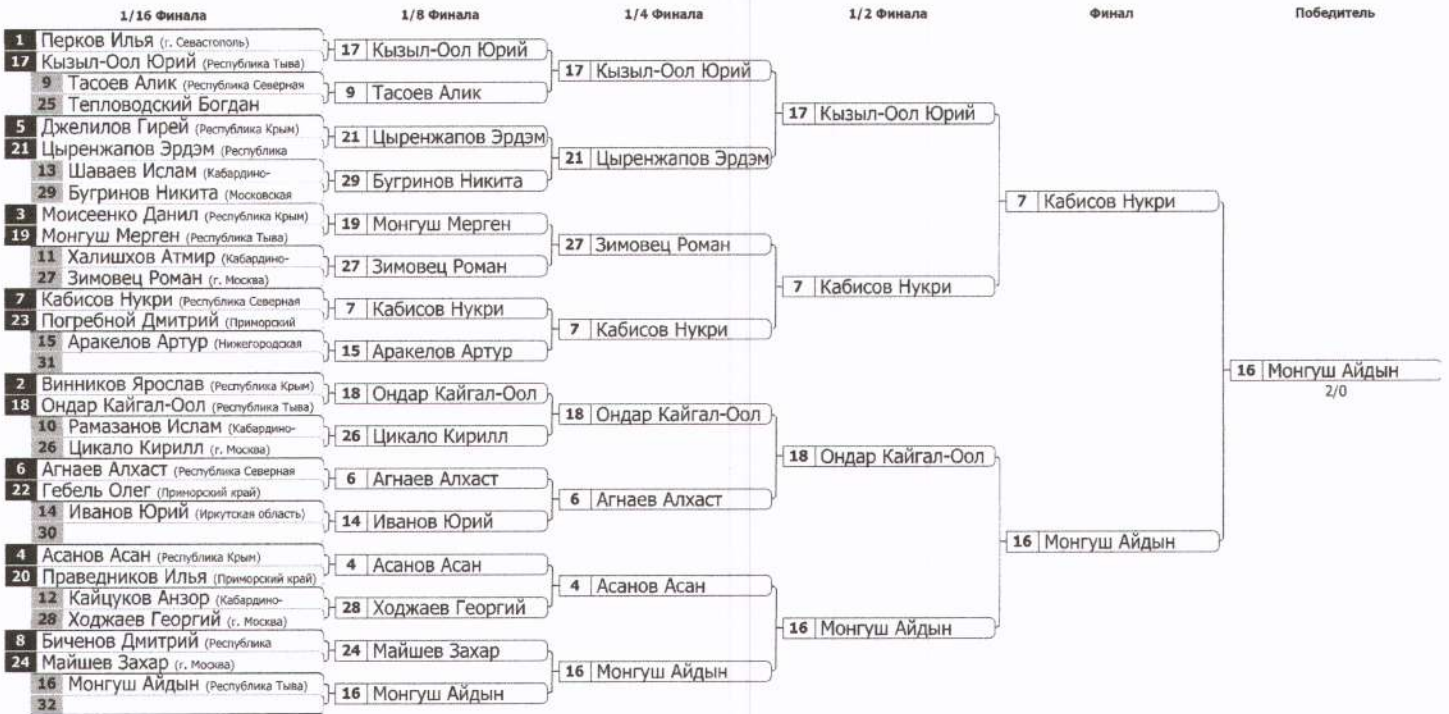 1/16 Финала
1/8 Финала
1/4 Финала
1/2 Финала
Финал
Победитель
1 Перков Илья (г. Севастополь)
17 Кызыл-Оол Юрий (Республика Тыва)
9 Тасоев Алик (Республика Северная
25 Тепловодский Богдан
5 Джелилов Гирей (Республика Крым)
21 Цыренжапов Эрдэм (Республика
13 Шаваев Ислам (Кабардино-
29 Бугринов Никита (Московская
3 Моисеенко Данил (Республика Крым)
19 Монгуш Мерген (Республика Тыва)
11 Халишхов Атмир (Кабардино-
27 Зимовец Роман (г. Москва)
7 Кабисов Нукри (Республика Северная
23 Погребной Дмитрий (Приморский
15 Аракелов Артур (Нижегородская
31
2 Винников Ярослав (Республика Крым)
18 Ондар Кайгал-Оол (Республика Тыва)
10 Рамазанов Ислам (Кабардино-
26 Цикало Кирилл (г. Москва)
6 Агнаев Алхаст (Республика Северная
22 Гебель Олег (Приморский край)
14 Иванов Юрий (Иркутская область)
30
4 Асанов Асан (Республика Крым)
20 Праведников Илья (Приморский край)
12 Кайцуков Анзор (Кабардино-
28 Ходжаев Георгий (г. Москва)
8 Биченов Дмитрий (Республика
24 Майшев Захар (г. Москва)
16 Монгуш Айдын (Республика Тыва)
32
17 Кызыл-Оол Юрий
9 Тасоев Алик
21 Цыренжапов Эрдэм
29 Бугринов Никита
19 Монгуш Мерген
27 Зимовец Роман
7 Кабисов Нукри
15 Аракелов Артур
18 Ондар Кайгал-Оол
26 Цикало Кирилл
6 Агнаев Алхаст
14 Иванов Юрий
4 Асанов Асан
28 Ходжаев Георгий
24 Майшев Захар
16 Монгуш Айдын
17 Кызыл-Оол Юрий
21 Цыренжапов Эрдэм
27 Зимовец Роман
7 Кабисов Нукри
18 Ондар Кайгал-Оол
6 Агнаев Алхаст
4 Асанов Асан
16 Монгуш Айдын
17 Кызыл-Оол Юрий
7 Кабисов Нукри
18 Ондар Кайгал-Оол
16 Монгуш Айдын
7 Кабисов Нукри
16 Монгуш Айдын
16 Монгуш Айдын
2/0